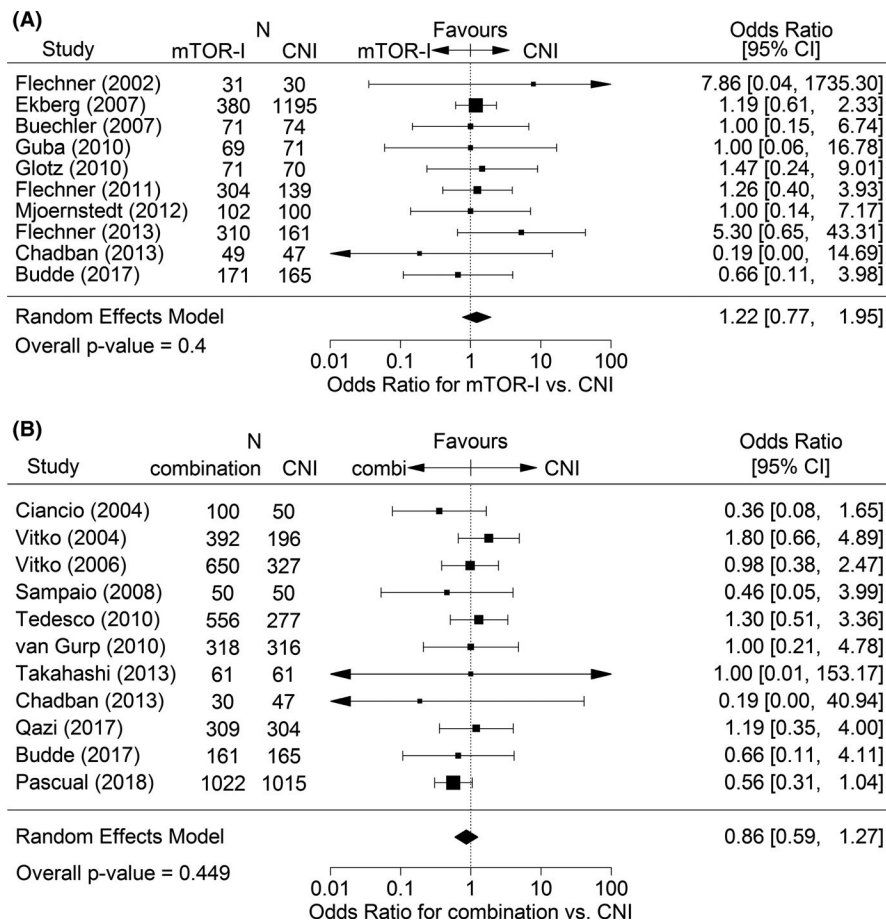 (A)
N Favours Odds Ratio
Study mTOR-I CNI mTOR-I CNI [95% CI]
Flechner (2002) 31 30 7.86 [0.04, 1735.30]
Ekberg (2007) 380 1195 1.19 [0.61, 2.33]
Buechler (2007) 71 74 1.00 [0.15, 6.74]
Guba (2010) 69 71 1.00 [0.06, 16.78]
Glotz (2010) 71 70 1.47 [0.24, 9.01]
Flechner (2011) 304 139 1.26 [0.40, 3.93]
Mjoernstedt (2012) 102 100 1.00 [0.14, 7.17]
Flechner (2013) 310 161 5.30 [0.65, 43.31]
Chadban (2013) 49 47 0.19 [0.00, 14.69]
Budde (2017) 171 165 0.66 [0.11, 3.98]
Random Effects Model 1.22 [0.77, 1.95]
Overall p-value = 0.4
0.01 0.1 1 10 100
Odds Ratio for mTOR-I vs. CNI
(B)
N Favours Odds Ratio
Study combination CNI combi CNI [95% CI]
Ciancio (2004) 100 50 0.36 [0.08, 1.65]
Vitko (2004) 392 196 1.80 [0.66, 4.89]
Vitko (2006) 650 327 0.98 [0.38, 2.47]
Sampaio (2008) 50 50 0.46 [0.05, 3.99]
Tedesco (2010) 556 277 1.30 [0.51, 3.36]
van Gurp (2010) 318 316 1.00 [0.21, 4.78]
Takahashi (2013) 61 61 1.00 [0.01, 153.17]
Chadban (2013) 30 47 0.19 [0.00, 40.94]
Qazi (2017) 309 304 1.19 [0.35, 4.00]
Budde (2017) 161 165 0.66 [0.11, 4.11]
Pascual (2018) 1022 1015 0.56 [0.31, 1.04]
Random Effects Model 0.86 [0.59, 1.27]
Overall p-value = 0.449
0.01 0.1 1 10 100
Odds Ratio for combination vs. CNI